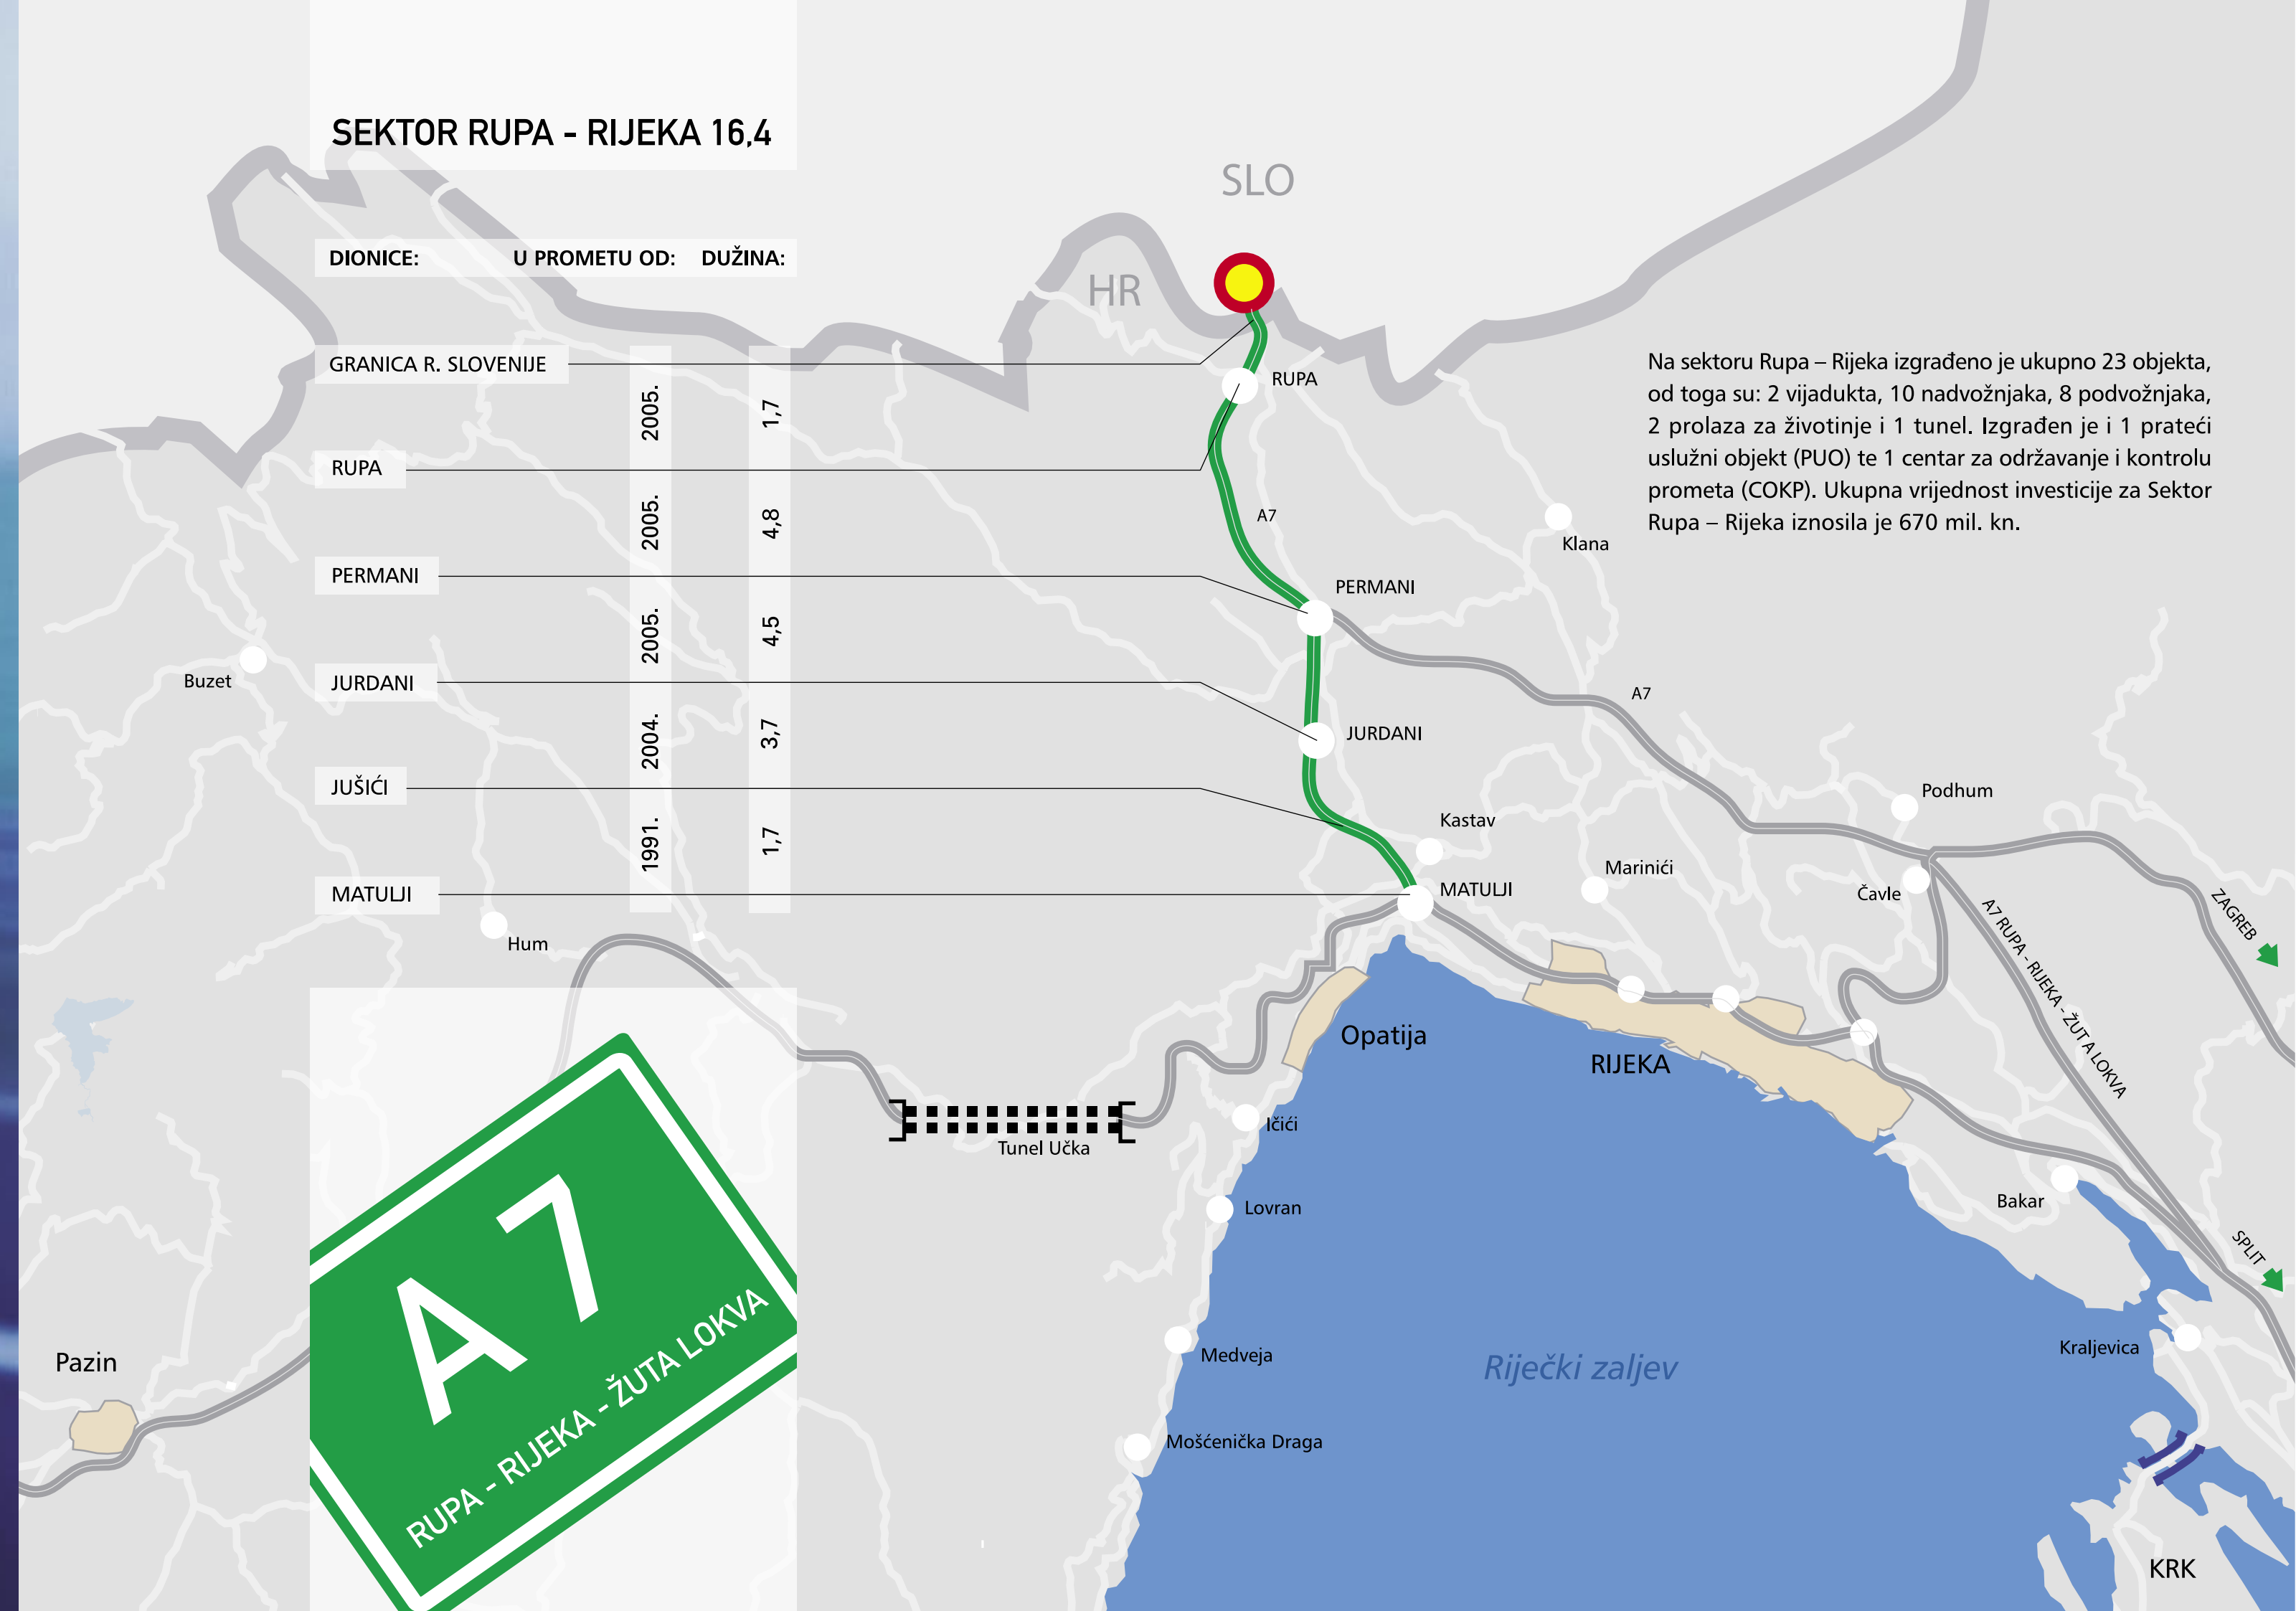 SEKTOR RUPA - RIJEKA 16,4
DIONICE: U PROMETU OD: DUŽINA:
GRANICA R. SLOVENIJE
2005. 1,7
RUPA
2005. 4,8
PERMANI
2005. 4,5
JURDANI
2004. 3,7
JUŠIĆI
1991. 1,7
MATULJI
SLO
HR
RUPA
A7
PERMANI
JURDANI
Kastav
MATULJI
Klana
A7
Marinići
Podhum
Čavle
ZAGREB
A7 RUPA - RIJEKA - ŽUTA LOKVA
SPLIT
Na sektoru Rupa – Rijeka izgrađeno je ukupno 23 objekta,
od toga su: 2 vijadukta, 10 nadvožnjaka, 8 podvožnjaka,
2 prolaza za životinje i 1 tunel. Izgrađen je i 1 prateći
uslužni objekt (PUO) te 1 centar za održavanje i kontrolu
prometa (COKP). Ukupna vrijednost investicije za Sektor
Rupa – Rijeka iznosila je 670 mil. kn.
Buzet
Hum
Opatija
RIJEKA
Tunel Učka
Ičići
Lovran
Bakar
Medveja
Riječki zaljev
Kraljevica
Mošćenička Draga
KRK
Pazin
A 7
RUPA - RIJEKA - ŽUTA LOKVA